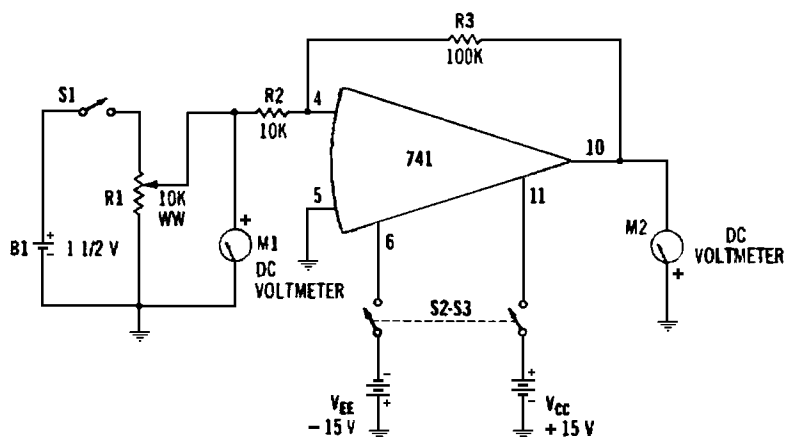 R3
100K
S1
R2
10K
4
741
10
5
R1
10K
WW
+
M1
DC
VOLTMETER
6
11
M2
DC
VOLTMETER
+
B1
+
-
1 1/2 V
S2-S3
-
+
VEE
- 15 V
+
-
VCC
+ 15 V